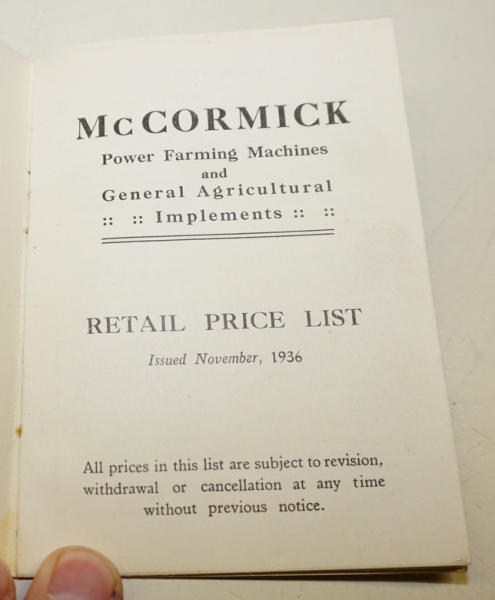 McCORMICK
Power Farming Machines
and
General Agricultural
:: :: Implements :: ::
RETAIL PRICE LIST
Issued November, 1936
All prices in this list are subject to revision,
withdrawal or cancellation at any time
without previous notice.